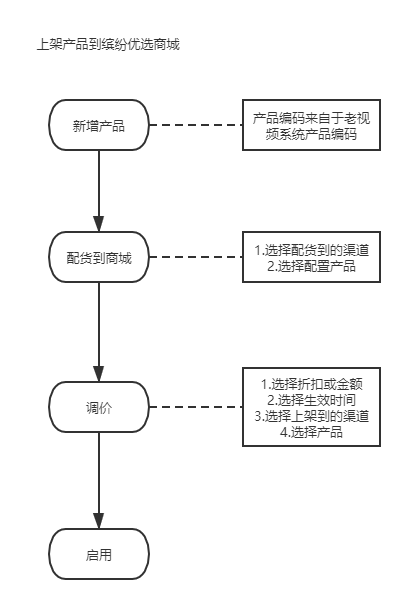 上架产品到缤纷优选商城
新增产品
产品编码来自于老视
频系统产品编码
配货到商城
1.选择配货到的渠道
2.选择配置产品
调价
1.选择折扣或金额
2.选择生效时间
3.选择上架到的渠道
4.选择产品
启用